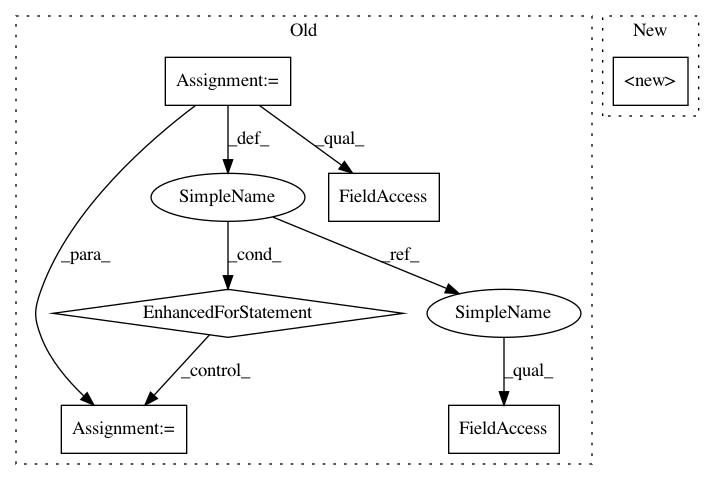 Old
New
Assignment:=
<new>
_def_
_qual_
SimpleName
FieldAccess
_para_
_cond_
_ref_
EnhancedForStatement
SimpleName
_control_
_qual_
Assignment:=
FieldAccess